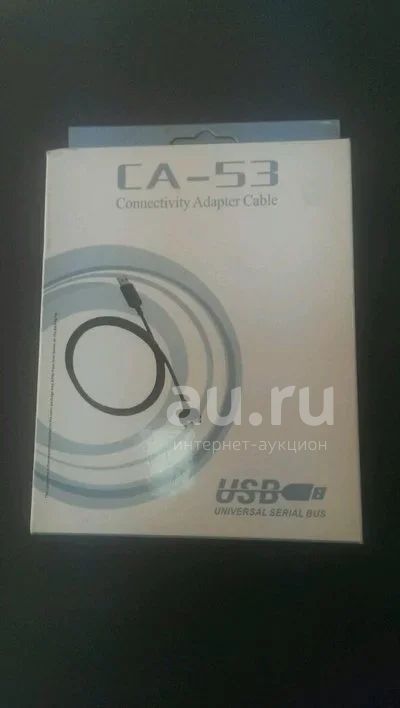 CA-53
Connectivity Adapter Cable
au.ru
интернет-аукцион
USB
UNIVERSAL SERIAL BUS